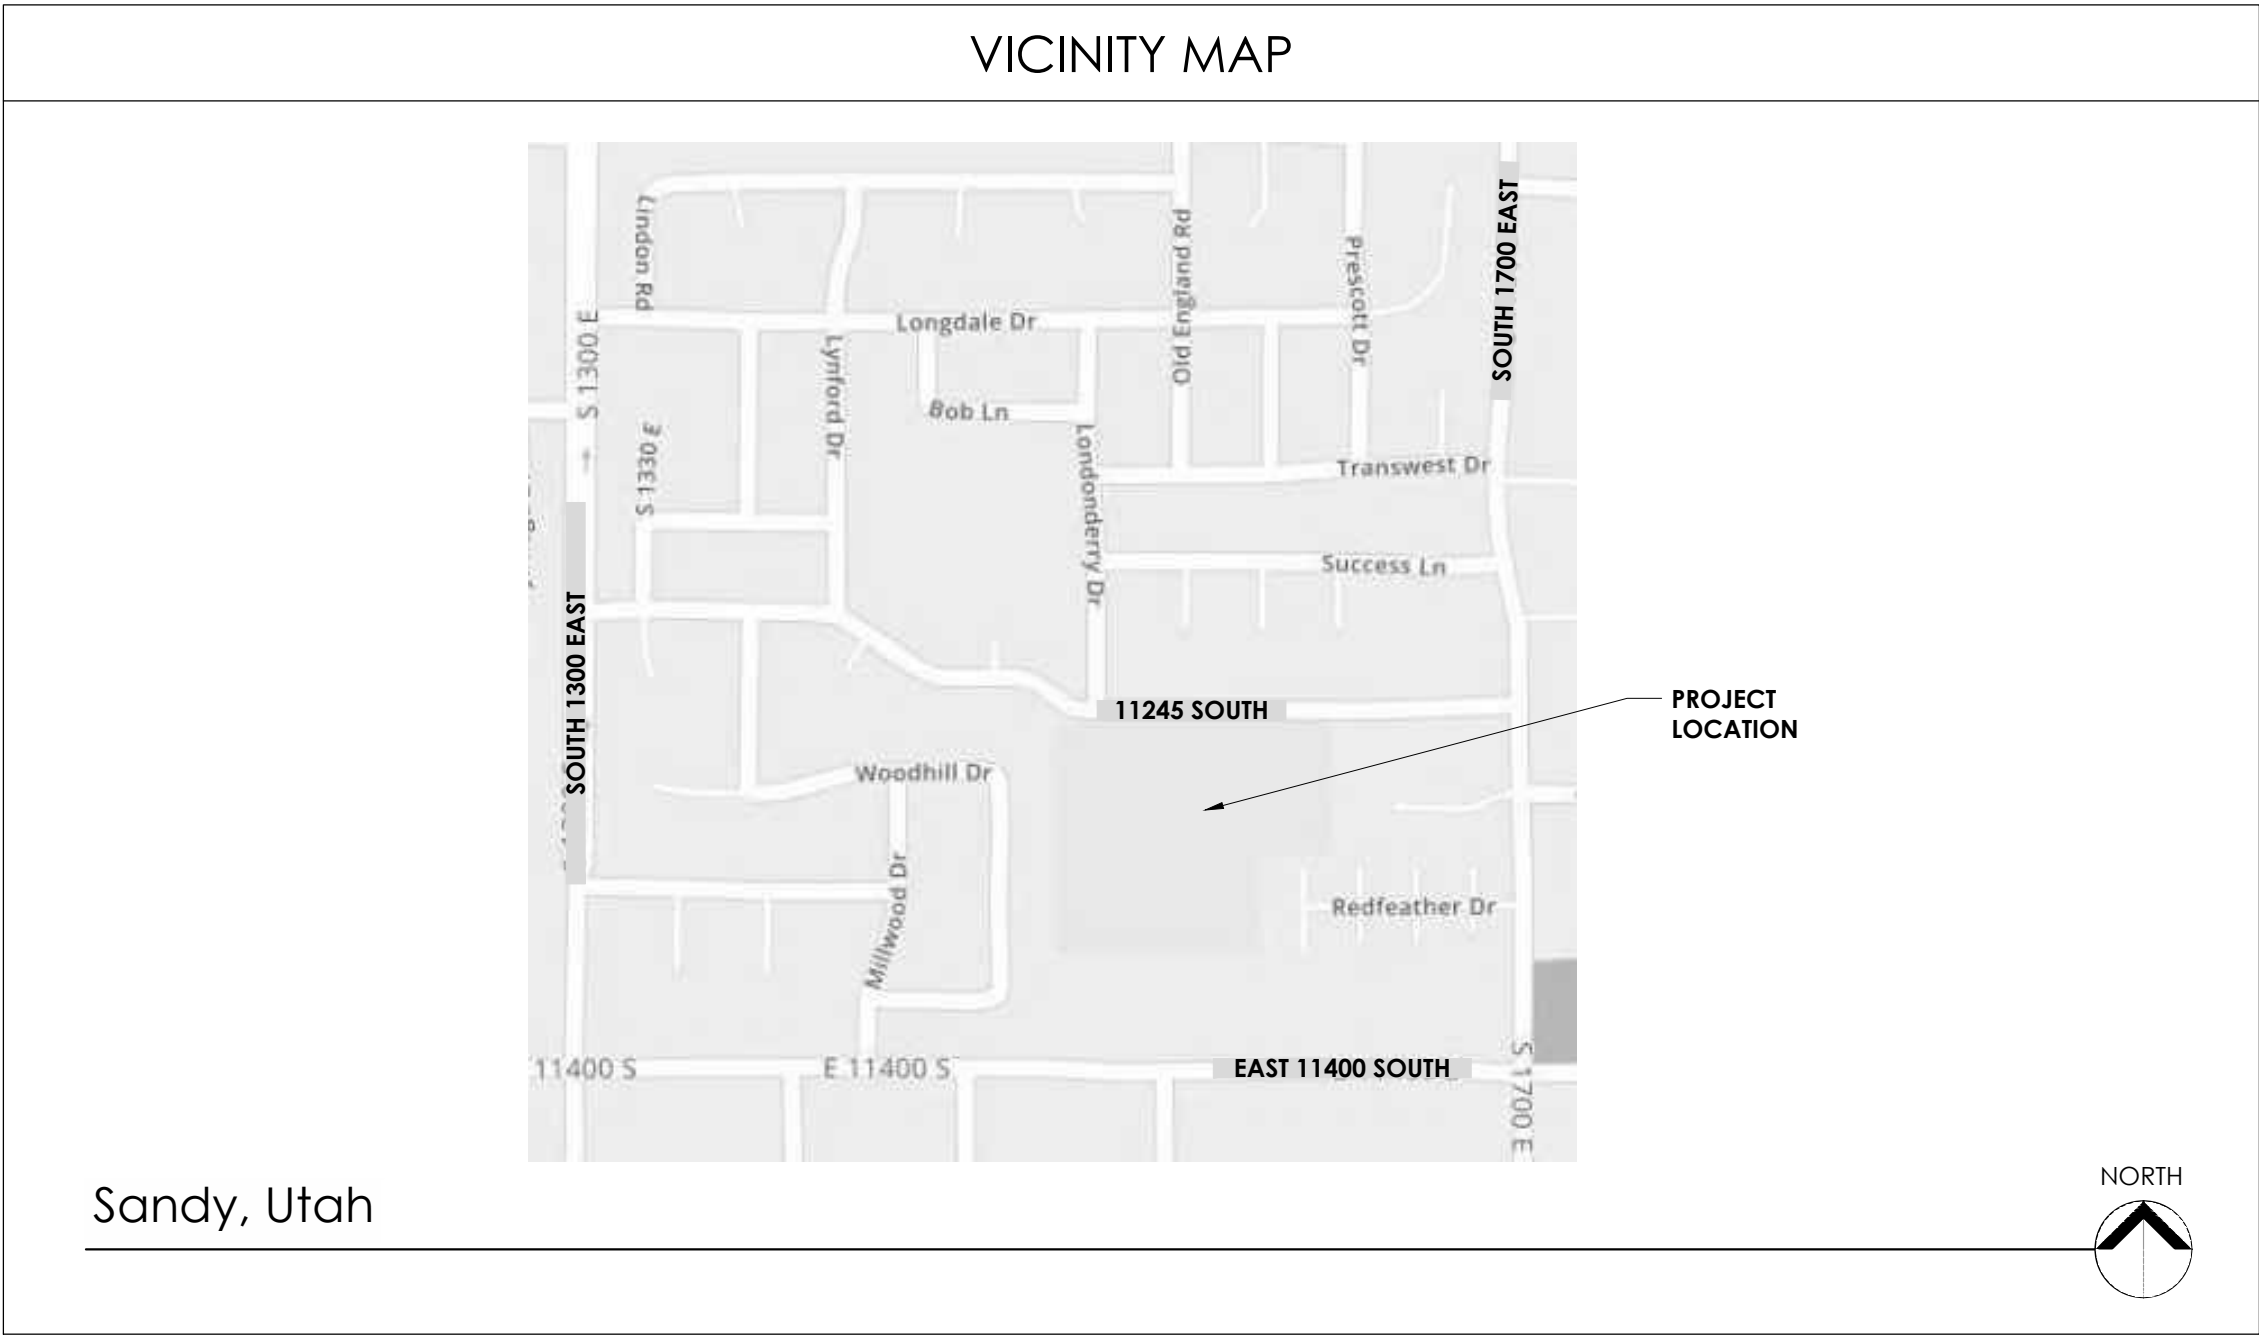 VICINITY MAP
Lindon Rd
Old England Rd
Prescott Dr
SOUTH 1700 EAST
S 1300 E
Longdale Dr
Lynford Dr
Bob Ln
S 1330 E
Londonderry Dr
Transwest Dr
Success Ln
SOUTH 1300 EAST
11245 SOUTH
PROJECT
LOCATION
Woodhill Dr
Millwood Dr
Redfeather Dr
11400 S
E 11400 S
EAST 11400 SOUTH
S 1700 E
Sandy, Utah
NORTH